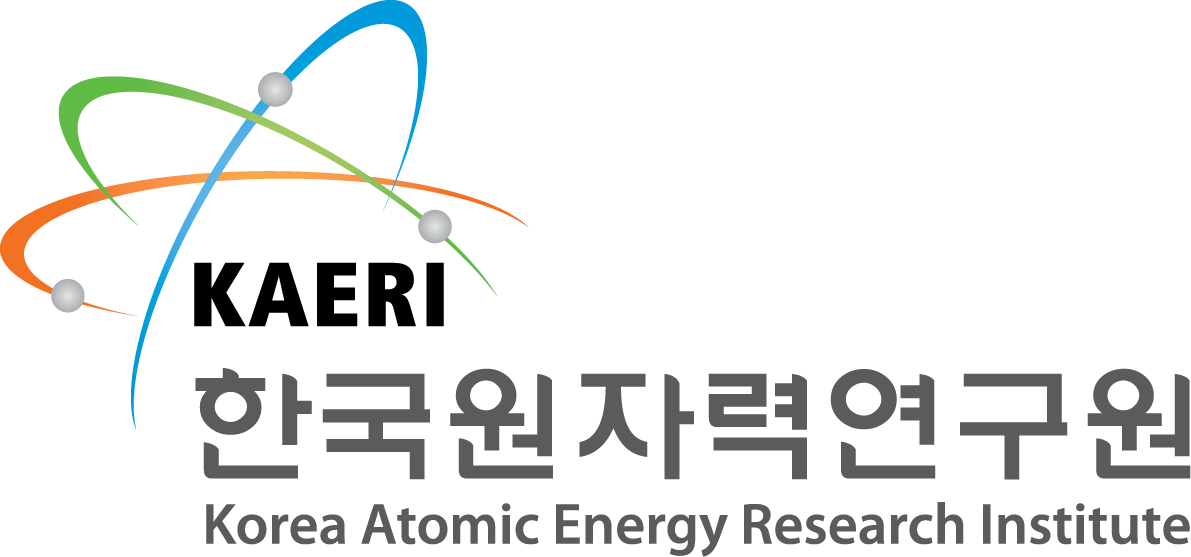 KAERI
한국원자력연구원
Korea Atomic Energy Research Institute